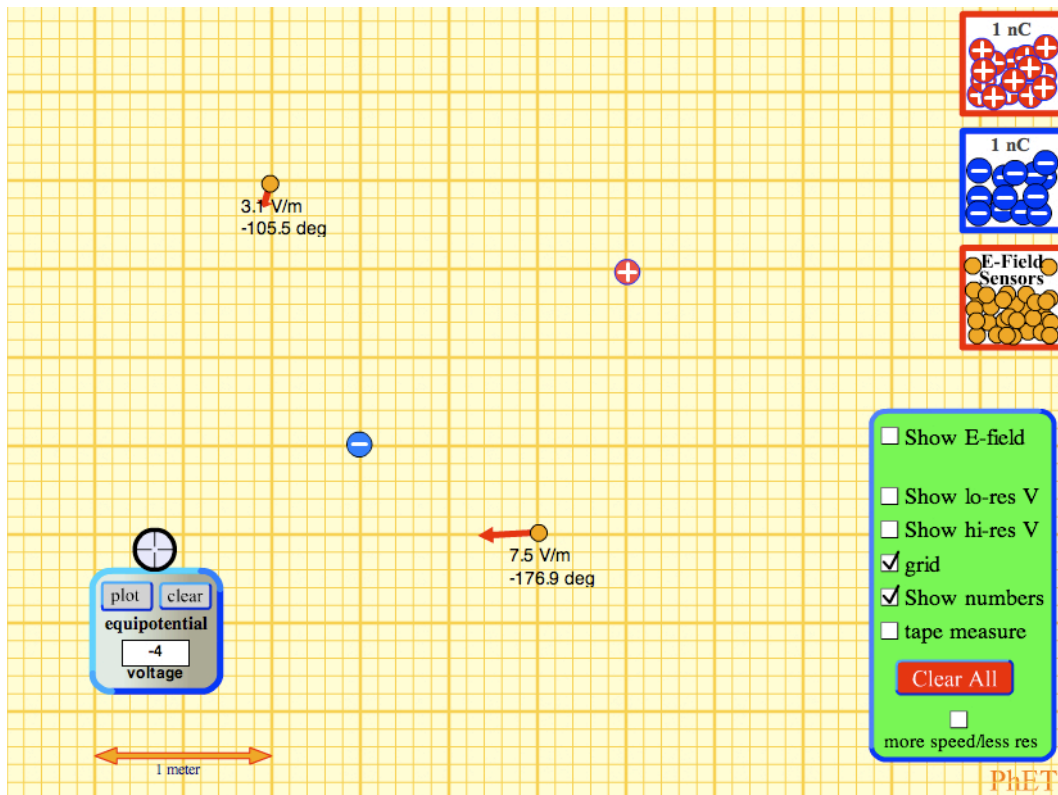 1 nC
1 nC
E-Field
Sensors
3.1 V/m
-105.5 deg
7.5 V/m
-176.9 deg
Show E-field
Show lo-res V
Show hi-res V
grid
Show numbers
tape measure
Clear All
more speed/less res
plot clear
equipotential
-4
voltage
1 meter
PhET